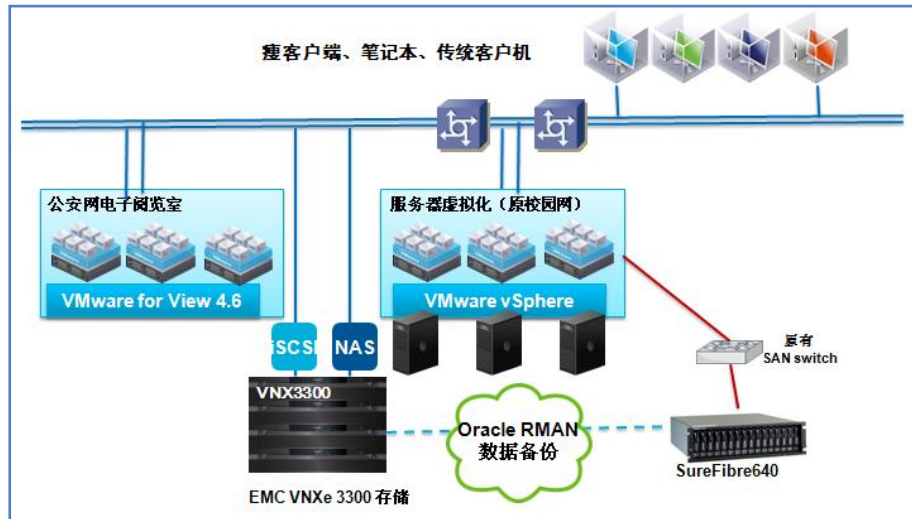 瘦客户端、笔记本、传统客户机
公安网电子阅览室
服务器虚拟化（原校园网）
VMware for View 4.6
VMware vSphere
iSCSI
NAS
原有
SAN switch
VNX3300
Oracle RMAN
数据备份
SureFibre640
EMC VNXe 3300 存储